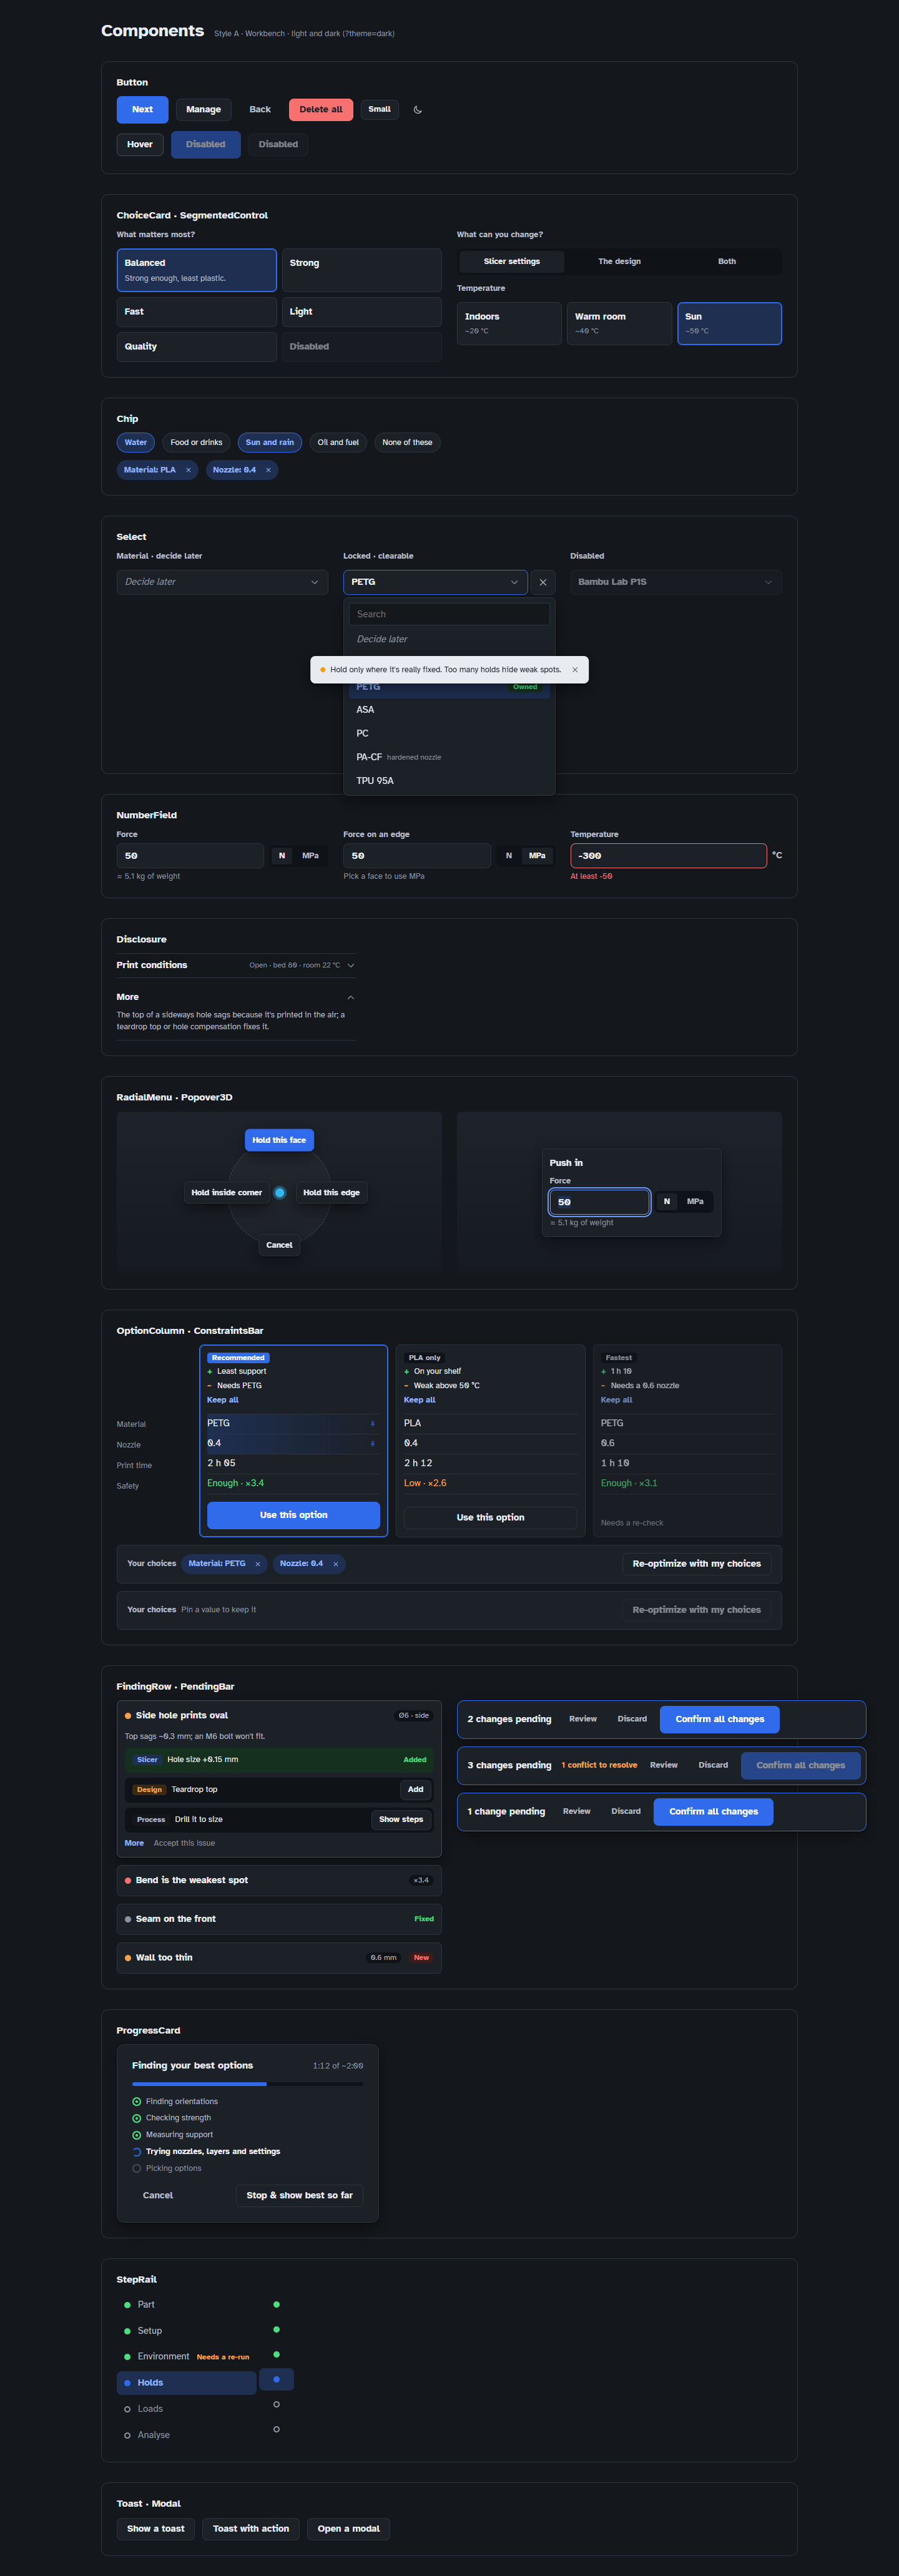 Components Style A · Workbench · light and dark (?theme=dark)
Button
Next Manage Back Delete all Small
Hover Disabled Disabled
ChoiceCard · SegmentedControl
What matters most?
Balanced
Strong enough, least plastic.
Strong
Fast
Light
Quality
Disabled
What can you change?
Slicer settings The design Both
Temperature
Indoors
~20 °C
Warm room
~40 °C
Sun
~50 °C
Chip
Water Food or drinks Sun and rain Oil and fuel None of these
Material: PLA × Nozzle: 0.4 ×
Select
Material · decide later
Decide later
Locked · clearable
PETG
Search
Decide later
Hold only where it's really fixed. Too many holds hide weak spots. ×
PETG Owned
ASA
PC
PA-CF hardened nozzle
TPU 95A
Disabled
Bambu Lab P1S
NumberField
Force
50 N MPa
≈ 5.1 kg of weight
Force on an edge
50 N MPa
Pick a face to use MPa
Temperature
-300 °C
At least -50
Disclosure
Print conditions Open · bed 60 · room 22 °C
More
The top of a sideways hole sags because it's printed in the air; a
teardrop top or hole compensation fixes it.
RadialMenu · Popover3D
Hold this face
Hold inside corner Hold this edge
Cancel
Push in
Force
50 N MPa
≈ 5.1 kg of weight
OptionColumn · ConstraintsBar
Material
Nozzle
Print time
Safety
Recommended
+ Least support
− Needs PETG
Keep all
PETG
0.4
2 h 05
Enough · ×3.4
Use this option
PLA only
+ On your shelf
− Weak above 50 °C
Keep all
PLA
0.4
2 h 12
Low · ×2.6
Use this option
Fastest
+ 1 h 10
− Needs a 0.6 nozzle
Keep all
PETG
0.6
1 h 10
Enough · ×3.1
Needs a re-check
Your choices Material: PETG × Nozzle: 0.4 × Re-optimize with my choices
Your choices Pin a value to keep it Re-optimize with my choices
FindingRow · PendingBar
Side hole prints oval Ø6 · side
Top sags ~0.3 mm; an M6 bolt won't fit.
Slicer Hole size +0.15 mm Added
Design Teardrop top Add
Process Drill it to size Show steps
More Accept this issue
Bend is the weakest spot ×3.4
Seam on the front Fixed
Wall too thin 0.6 mm New
2 changes pending Review Discard Confirm all changes
3 changes pending 1 conflict to resolve Review Discard Confirm all changes
1 change pending Review Discard Confirm all changes
ProgressCard
Finding your best options 1:12 of ~2:00
Finding orientations
Checking strength
Measuring support
Trying nozzles, layers and settings
Picking options
Cancel Stop & show best so far
StepRail
Part
Setup
Environment Needs a re-run
Holds
Loads
Analyse
Toast · Modal
Show a toast Toast with action Open a modal